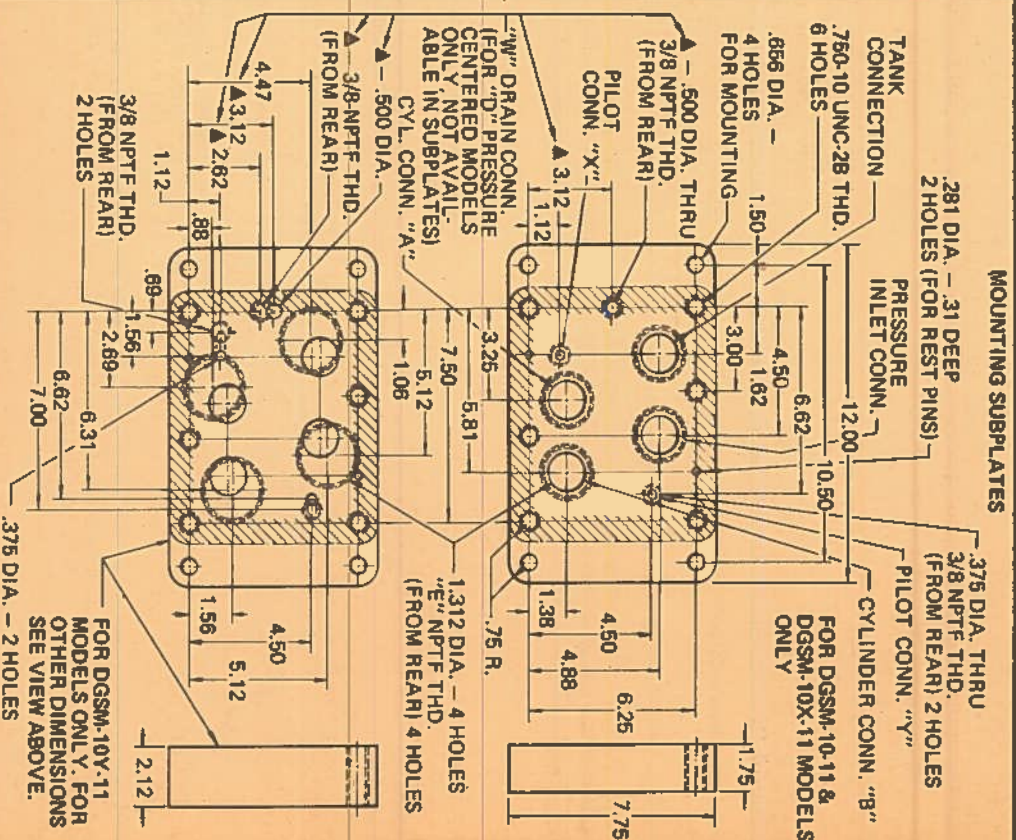 MOUNTING SUBPLATES
.281 DIA. – .31 DEEP
2 HOLES (FOR REST PINS)
PRESSURE
INLET CONN.
TANK
CONNECTION
.750-10 UNC-2B THD.
6 HOLES
.656 DIA. –
4 HOLES
FOR MOUNTING
▲ – .500 DIA. THRU
3/8 NPTF THD.
(FROM REAR)
PILOT
CONN. "X"
▲ 3.12
1.12
1.50
12.00
10.50
6.62
4.50
1.62
3.00
.375 DIA. THRU
3/8 NPTF THD.
(FROM REAR) 2 HOLES
PILOT CONN. "Y"
CYLINDER CONN. "B"
FOR DGSM-10-11 &
DGSM-10X-11 MODELS
ONLY
1.38
4.50
4.88
6.25
.75 R.
1.75
7.75
1.312 DIA. – 4 HOLES
"E" NPTF THD.
(FROM REAR) 4 HOLES
"W" DRAIN CONN.
(FOR "D" PRESSURE
CENTERED MODELS
ONLY, NOT AVAIL-
ABLE IN SUBPLATES)
CYL. CONN. "A"
▲ – .500 DIA.
▲ 3/8-NPTF THD.
(FROM REAR)
4.47
▲ 3.12
▲ 2.62
1.12
.88
3/8 NPTF THD.
(FROM REAR)
2 HOLES
3.25
5.81
7.50
5.12
1.06
.69
1.56
2.69
6.31
6.62
7.00
1.56
4.50
5.12
2.12
FOR DGSM-10Y-11
MODELS ONLY. FOR
OTHER DIMENSIONS
SEE VIEW ABOVE.
.375 DIA. – 2 HOLES